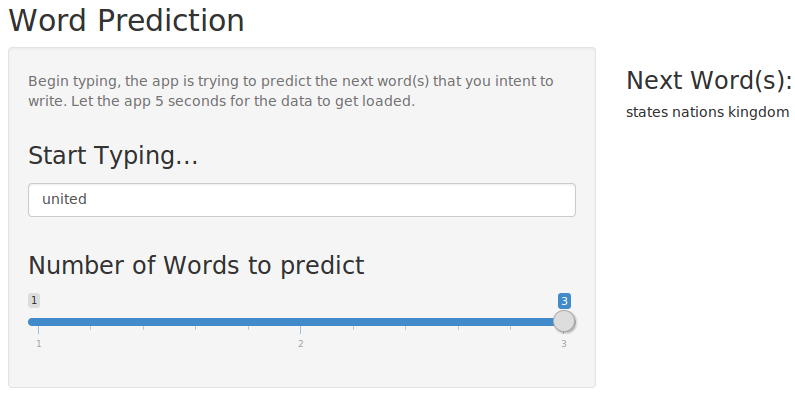 Word Prediction
Begin typing, the app is trying to predict the next word(s) that you intent to
write. Let the app 5 seconds for the data to get loaded.
Start Typing...
united
Number of Words to predict
1 3
1 2 3
Next Word(s):
states nations kingdom